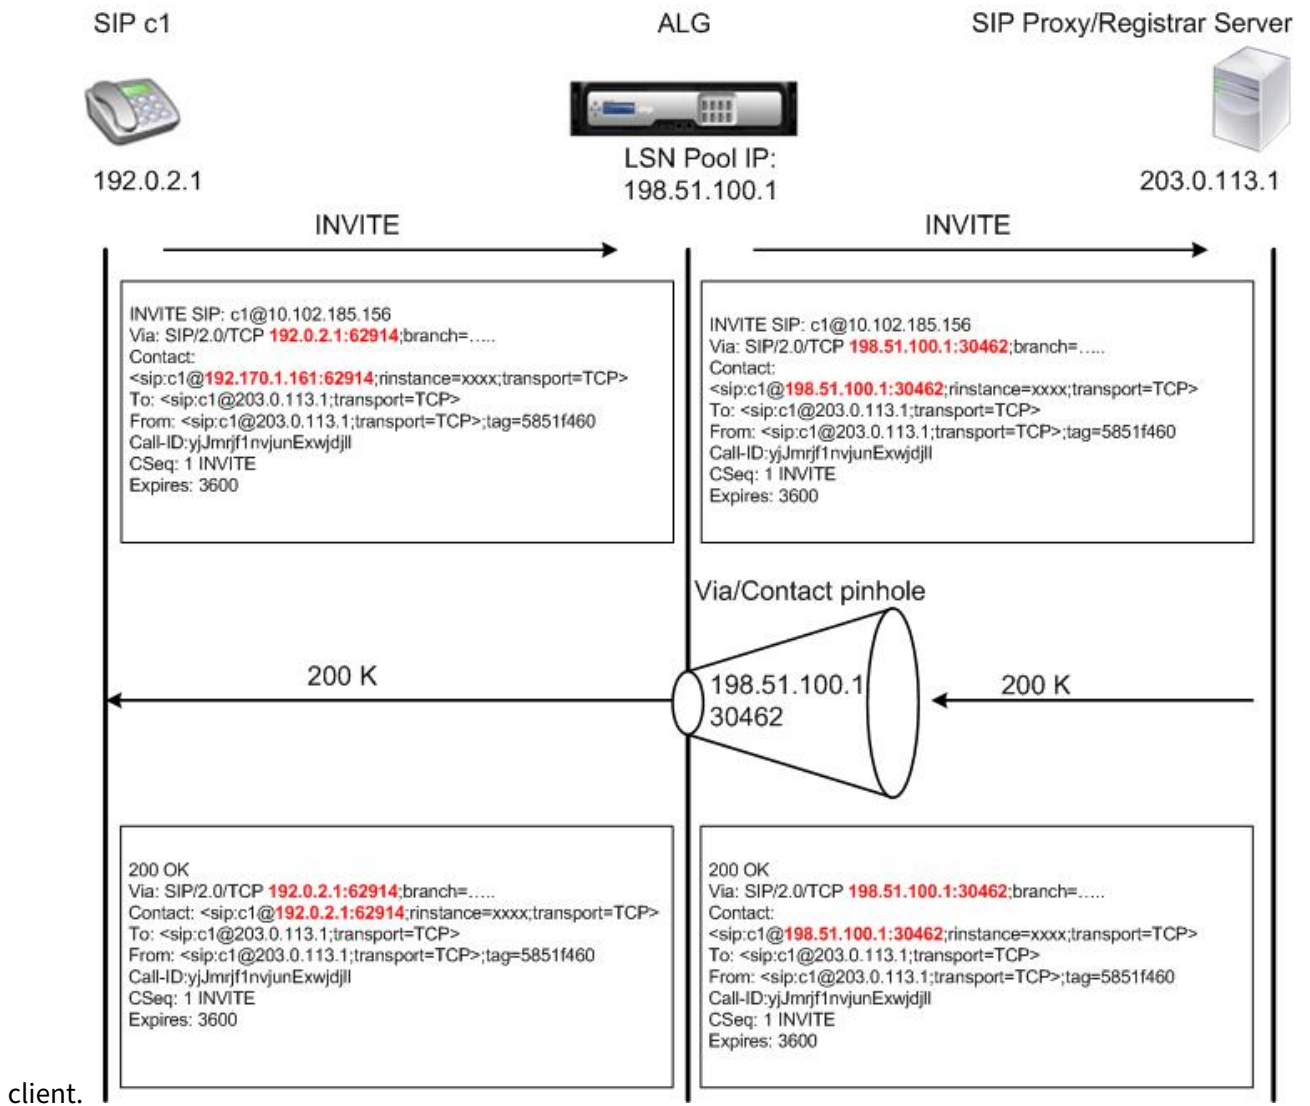 SIP c1
ALG
SIP Proxy/Registrar Server
192.0.2.1
LSN Pool IP:
198.51.100.1
203.0.113.1
INVITE
INVITE
INVITE SIP: c1@10.102.185.156
Via: SIP/2.0/TCP 192.0.2.1:62914;branch=.....
Contact:
<sip:c1@192.170.1.161:62914;rinstance=xxxx;transport=TCP>
To: <sip:c1@203.0.113.1;transport=TCP>
From: <sip:c1@203.0.113.1;transport=TCP>;tag=5851f460
Call-ID:yjJmrjf1nvjunExwjdjll
CSeq: 1 INVITE
Expires: 3600
INVITE SIP: c1@10.102.185.156
Via: SIP/2.0/TCP 198.51.100.1:30462;branch=.....
Contact:
<sip:c1@198.51.100.1:30462;rinstance=xxxx;transport=TCP>
To: <sip:c1@203.0.113.1;transport=TCP>
From: <sip:c1@203.0.113.1;transport=TCP>;tag=5851f460
Call-ID:yjJmrjf1nvjunExwjdjll
CSeq: 1 INVITE
Expires: 3600
Via/Contact pinhole
200 K
198.51.100.1
30462
200 K
200 OK
Via: SIP/2.0/TCP 192.0.2.1:62914;branch=.....
Contact: <sip:c1@192.0.2.1:62914;rinstance=xxxx;transport=TCP>
To: <sip:c1@203.0.113.1;transport=TCP>
From: <sip:c1@203.0.113.1;transport=TCP>;tag=5851f460
Call-ID:yjJmrjf1nvjunExwjdjll
CSeq: 1 INVITE
Expires: 3600
200 OK
Via: SIP/2.0/TCP 198.51.100.1:30462;branch=.....
Contact:
<sip:c1@198.51.100.1:30462;rinstance=xxxx;transport=TCP>
To: <sip:c1@203.0.113.1;transport=TCP>
From: <sip:c1@203.0.113.1;transport=TCP>;tag=5851f460
Call-ID:yjJmrjf1nvjunExwjdjll
CSeq: 1 INVITE
Expires: 3600
client.